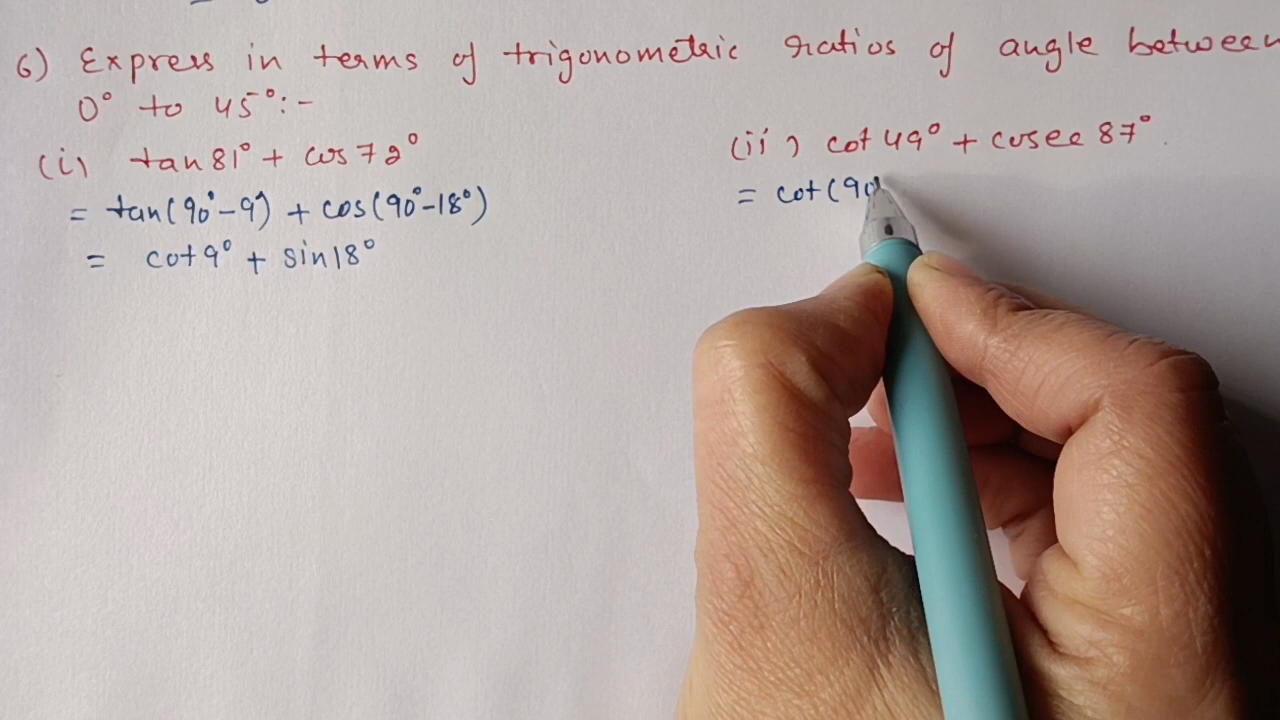 6) Express in terms of trigonometric ratios of angle between
0° to 45°:-
(i) tan 81° + cos 72°
= tan(90°-9°) + cos(90°-18°)
= cot 9° + sin 18°
(ii) cot 49° + cosec 87°
= cot(90